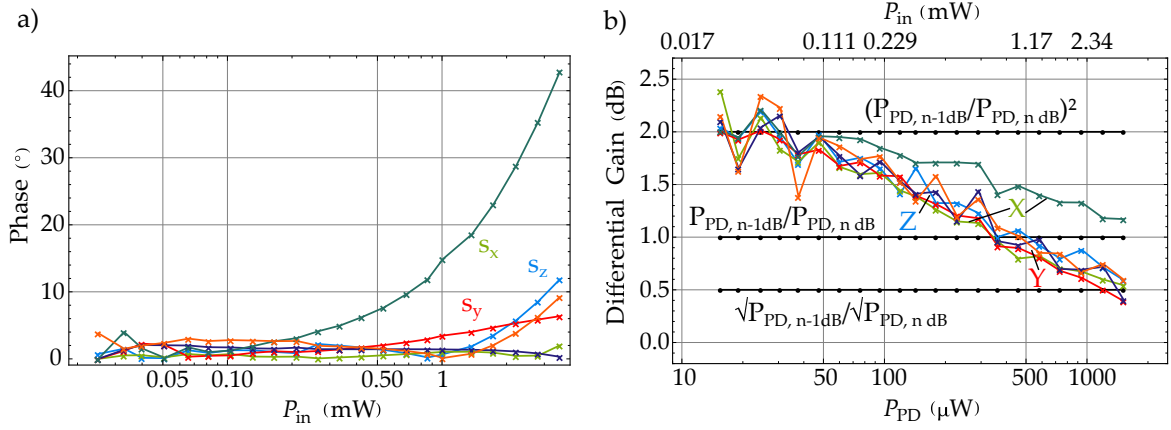 a)
40
30
20
10
0
Phase (°)
s_x
s_z
s_y
0.05 0.10 0.50 1
P_in (mW)
b)
P_in (mW)
0.017 0.111 0.229 1.17 2.34
2.5
2.0
1.5
1.0
0.5
0.0
Differential Gain (dB)
(P_PD, n-1dB/P_PD, n dB)²
P_PD, n-1dB/P_PD, n dB
√P_PD, n-1dB/√P_PD, n dB
Z
X
Y
10 50 100 500 1000
P_PD (μW)